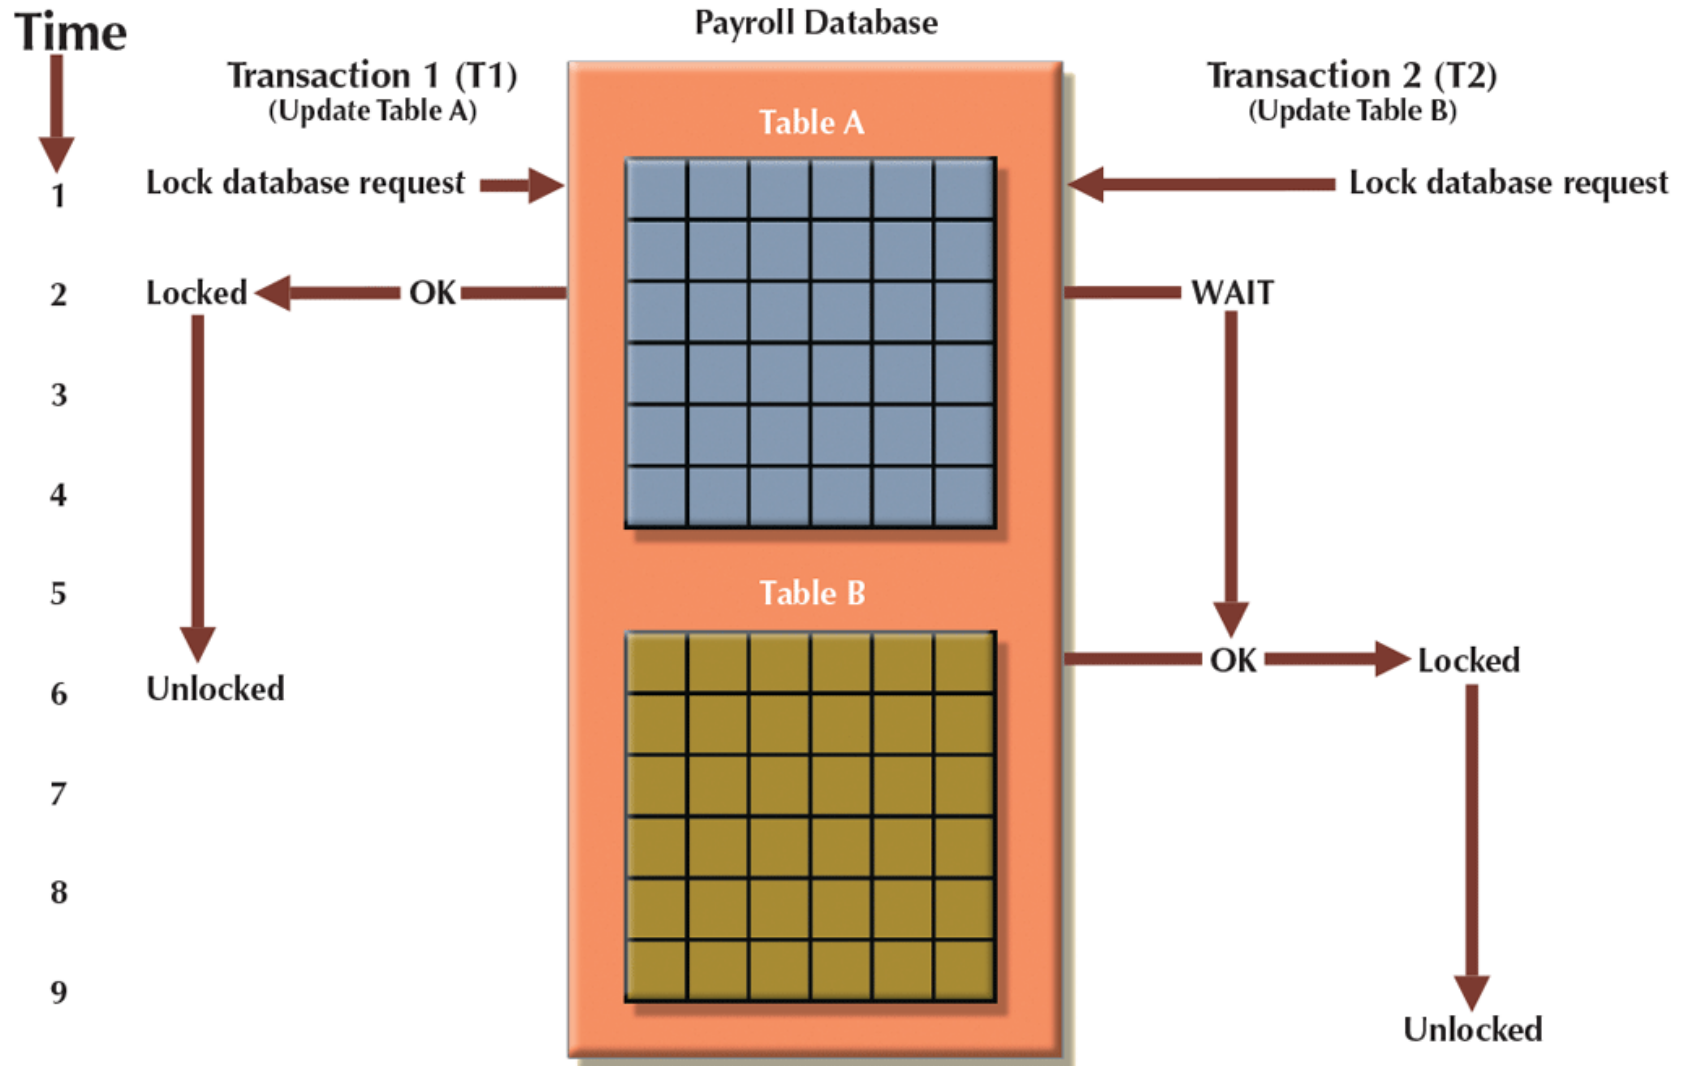 Time
Payroll Database
Transaction 1 (T1)
(Update Table A)
Transaction 2 (T2)
(Update Table B)
Table A
1
Lock database request
Lock database request
2
Locked
OK
WAIT
3
4
5
Table B
OK
Locked
6
Unlocked
7
8
9
Unlocked